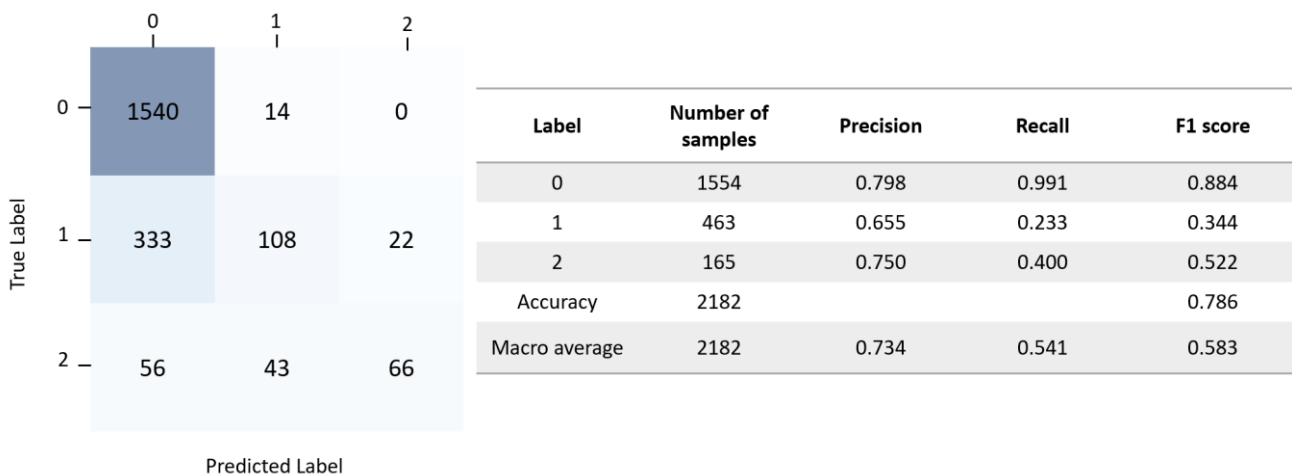 0 1 2
0 1540 14 0
1 333 108 22
2 56 43 66
True Label
Predicted Label
Label Number of samples Precision Recall F1 score
0 1554 0.798 0.991 0.884
1 463 0.655 0.233 0.344
2 165 0.750 0.400 0.522
Accuracy 2182 0.786
Macro average 2182 0.734 0.541 0.583